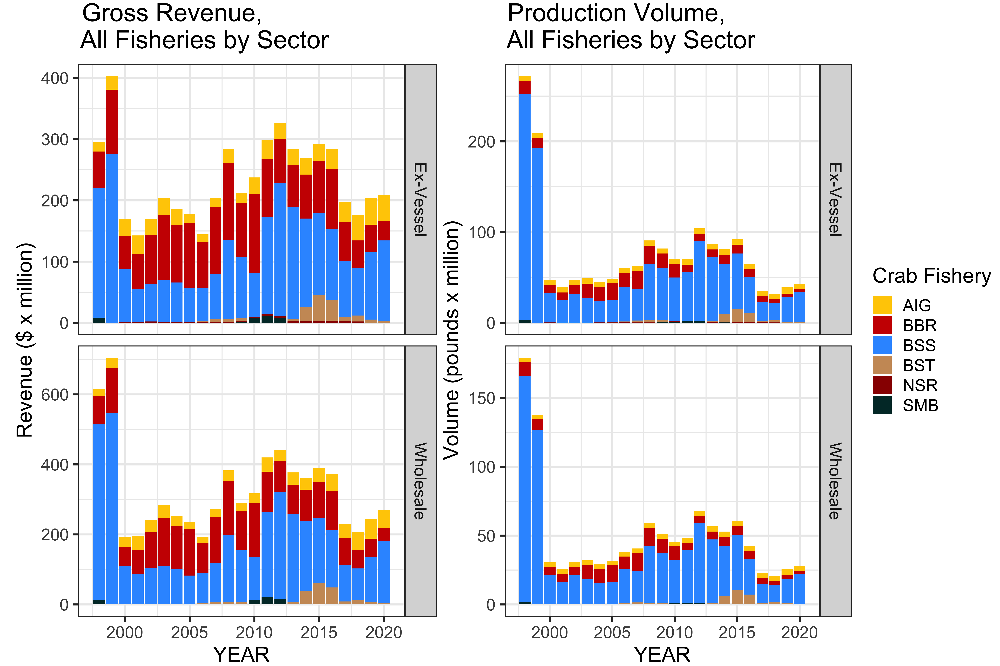 Gross Revenue,
All Fisheries by Sector
Revenue ($ x million)
400
300
200
100
0
Ex-Vessel
600
400
200
0
Wholesale
2000 2005 2010 2015 2020
YEAR
Production Volume,
All Fisheries by Sector
Volume (pounds x million)
200
100
0
Ex-Vessel
150
100
50
0
Wholesale
2000 2005 2010 2015 2020
YEAR
Crab Fishery
AIG
BBR
BSS
BST
NSR
SMB